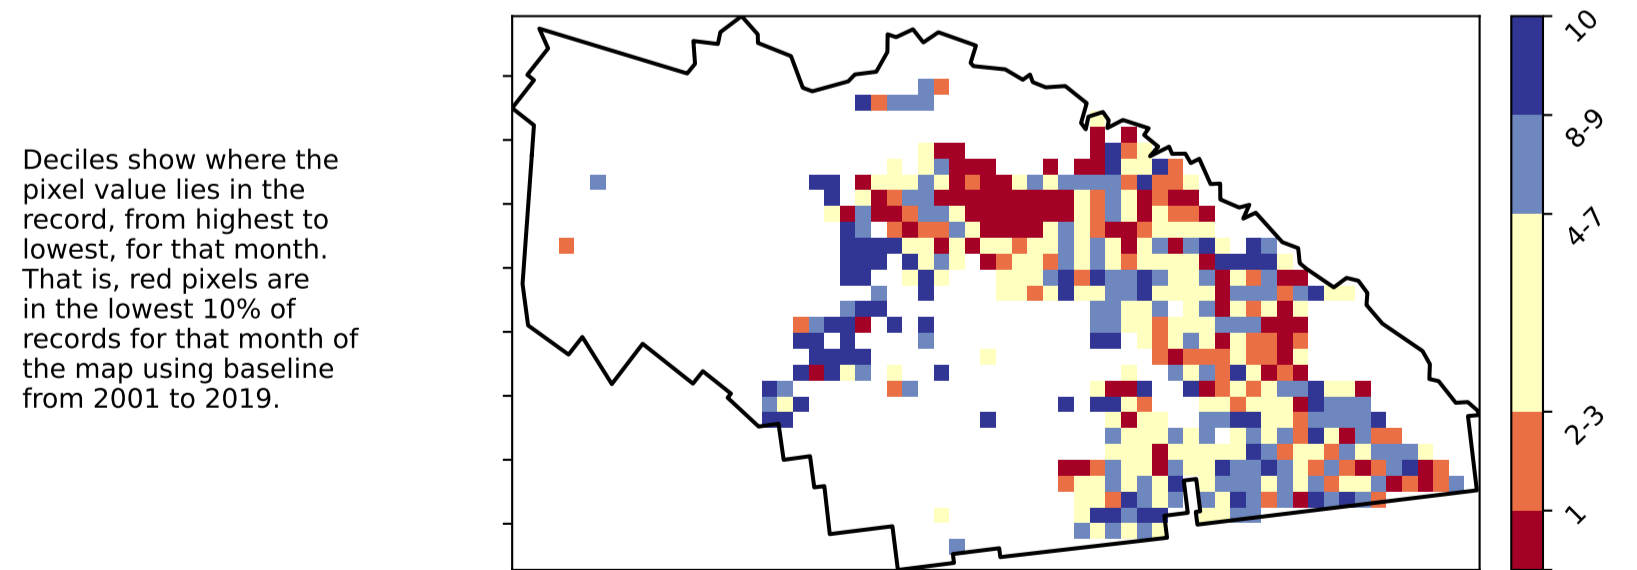 Deciles show where the
pixel value lies in the
record, from highest to
lowest, for that month.
That is, red pixels are
in the lowest 10% of
records for that month of
the map using baseline
from 2001 to 2019.
10
8-9
4-7
2-3
1